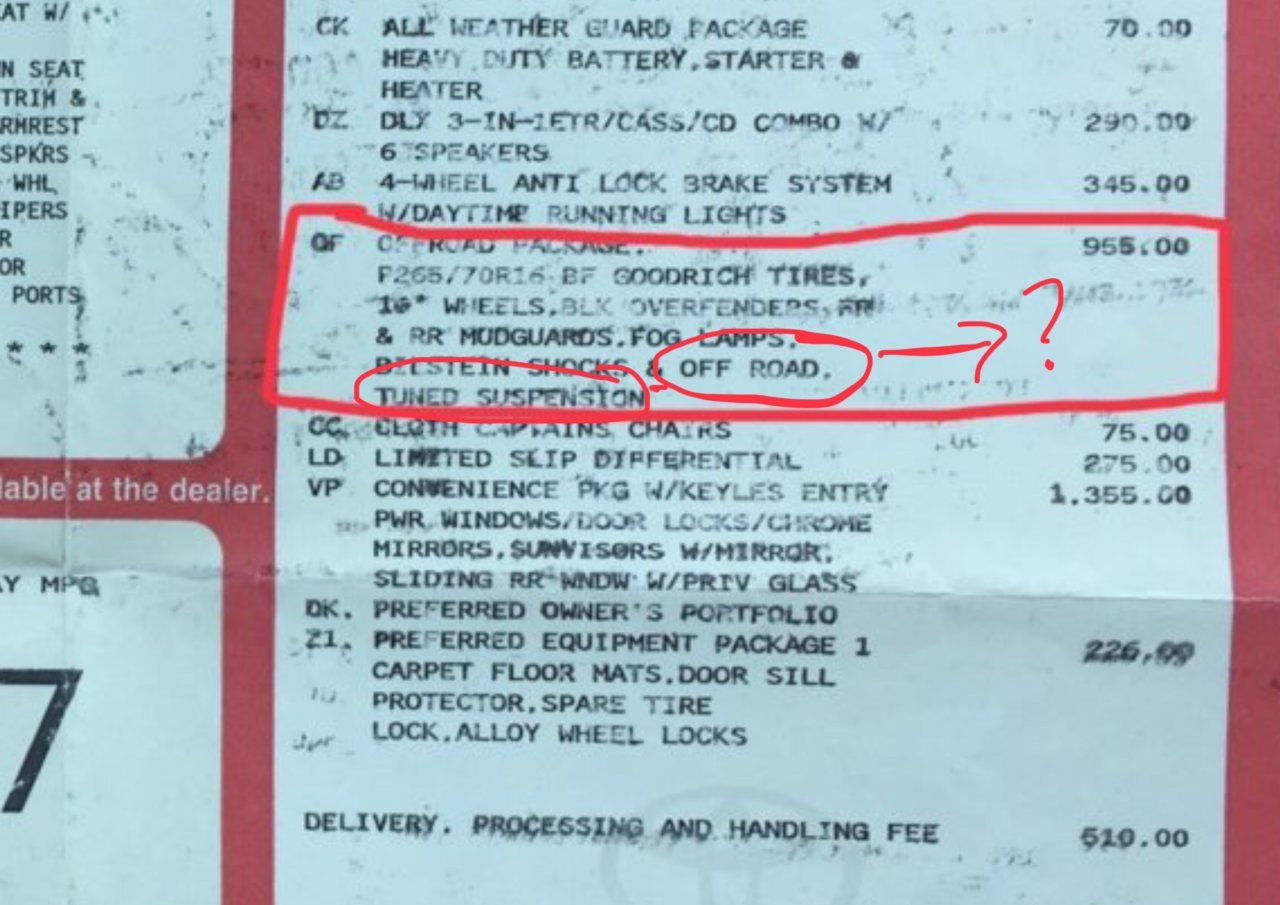 EAT W/
N SEAT
TRIM &
RMREST
SPKRS
WHL
IPERS
R
OR
PORTS
* * *
lable at the dealer.
AY MPG
7
CK ALL WEATHER GUARD PACKAGE 70.00
HEAVY DUTY BATTERY,STARTER &
HEATER
DZ DLX 3-IN-1ETR/CASS/CD COMBO W/ 290.00
6 SPEAKERS
AB 4-WHEEL ANTI LOCK BRAKE SYSTEM 345.00
W/DAYTIME RUNNING LIGHTS
OF OFFROAD PACKAGE. 955.00
P265/70R16 BF GOODRICH TIRES,
16" WHEELS,BLK OVERFENDERS,FR
& RR MUDGUARDS,FOG LAMPS,
BILSTEIN SHOCKS & OFF ROAD, → ?
TUNED SUSPENSION
CC CLOTH CAPTAINS CHAIRS 75.00
LD LIMITED SLIP DIFFERENTIAL 275.00
VP CONVENIENCE PKG W/KEYLES ENTRY 1,355.00
PWR WINDOWS/DOOR LOCKS/CHROME
MIRRORS,SUNVISORS W/MIRROR,
SLIDING RR WNDW W/PRIV GLASS
DK. PREFERRED OWNER'S PORTFOLIO
Z1. PREFERRED EQUIPMENT PACKAGE 1 226.00
CARPET FLOOR MATS,DOOR SILL
PROTECTOR,SPARE TIRE
LOCK,ALLOY WHEEL LOCKS
DELIVERY, PROCESSING AND HANDLING FEE 510.00